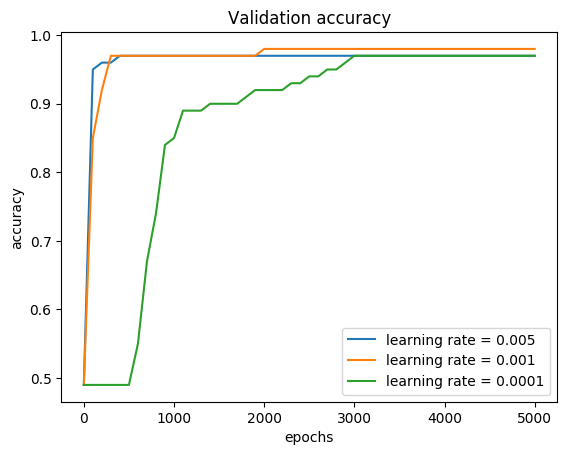 Validation accuracy
1.0
0.9
0.8
0.7
0.6
0.5
accuracy
learning rate = 0.005
learning rate = 0.001
learning rate = 0.0001
0 1000 2000 3000 4000 5000
epochs